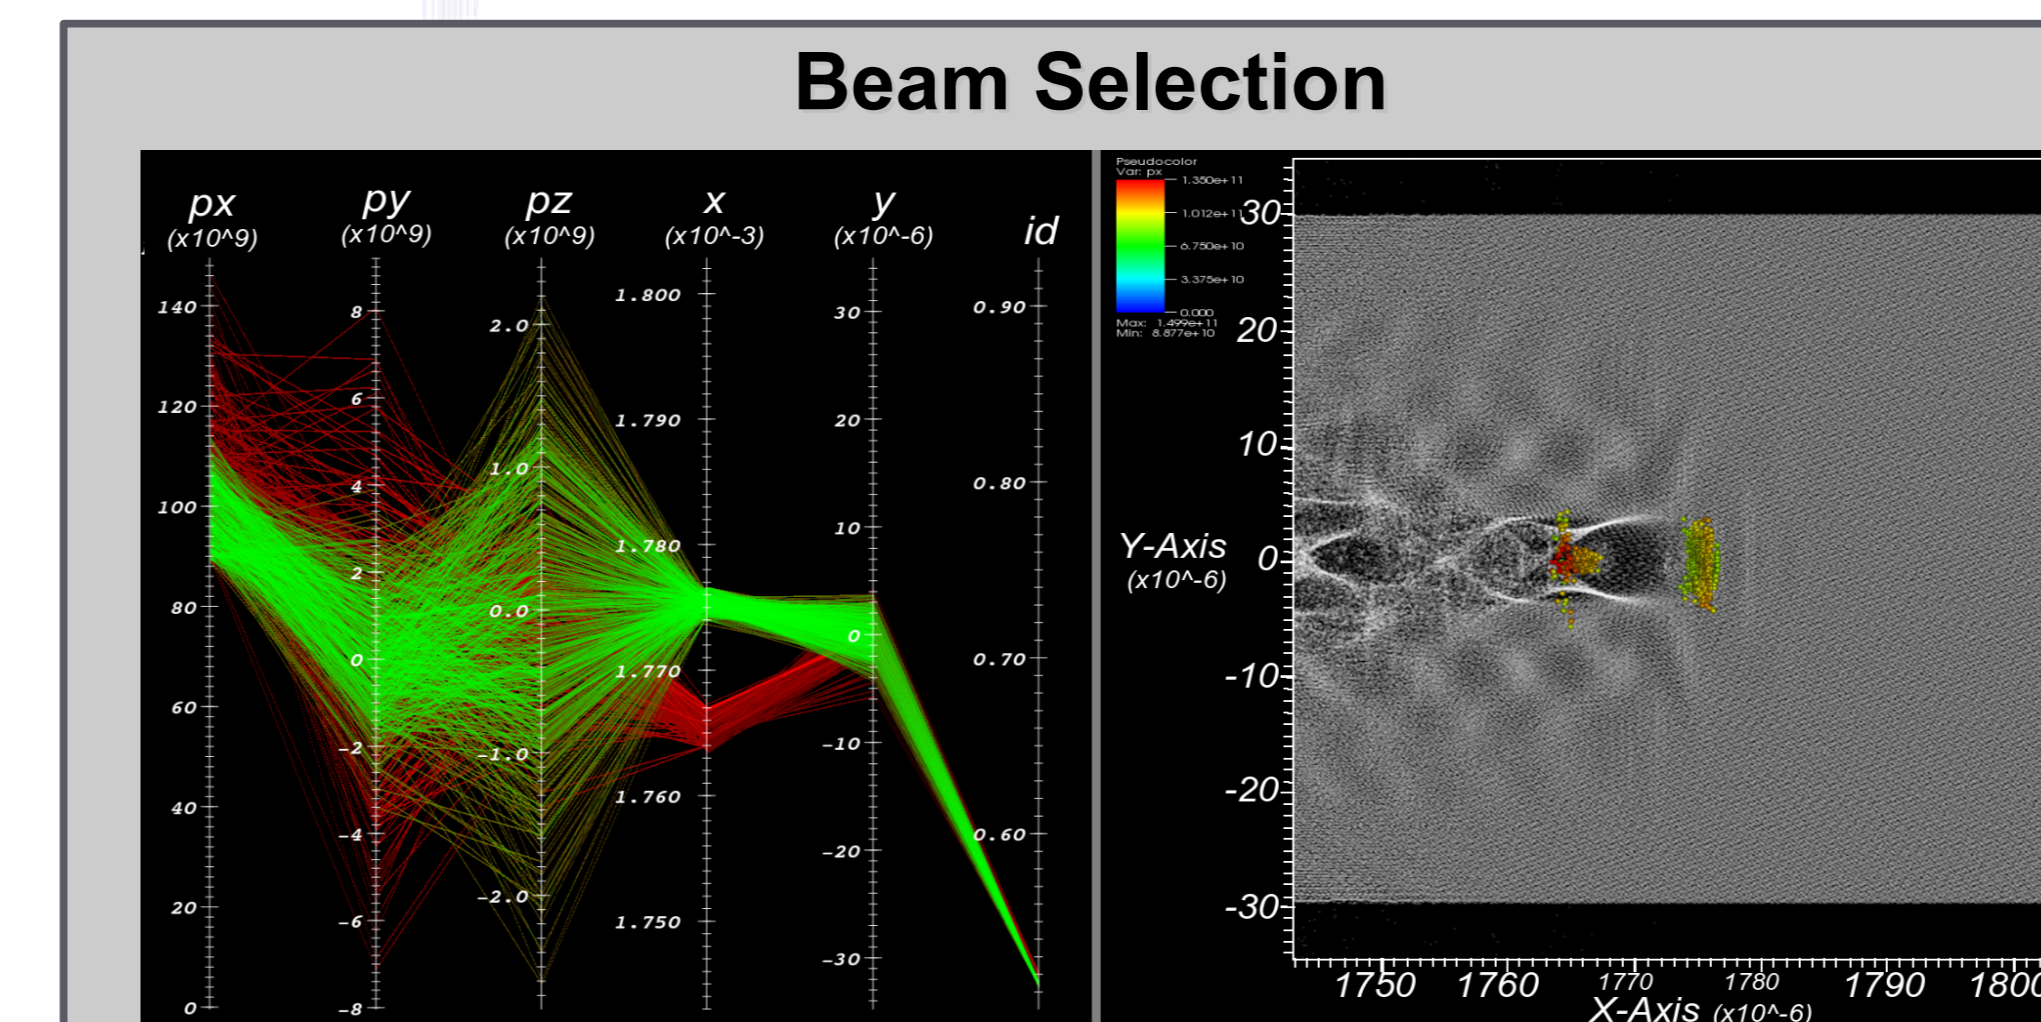 Beam Selection
px
(x10^9)
py
(x10^9)
pz
(x10^9)
x
(x10^-3)
y
(x10^-6)
id
140
120
100
80
60
40
20
0
8
6
4
2
0
-2
-4
-6
-8
2.0
1.0
0.0
-1.0
-2.0
1.800
1.790
1.780
1.770
1.760
1.750
30
20
10
0
-10
-20
-30
0.90
0.80
0.70
0.60
Pseudocolor
Var: px
1.350e+11
1.012e+11
6.750e+10
3.375e+10
0.000
Max: 1.499e+11
Min: 8.877e+10
30
20
10
0
-10
-20
-30
Y-Axis
(x10^-6)
1750 1760 1770 1780 1790 1800
X-Axis (x10^-6)